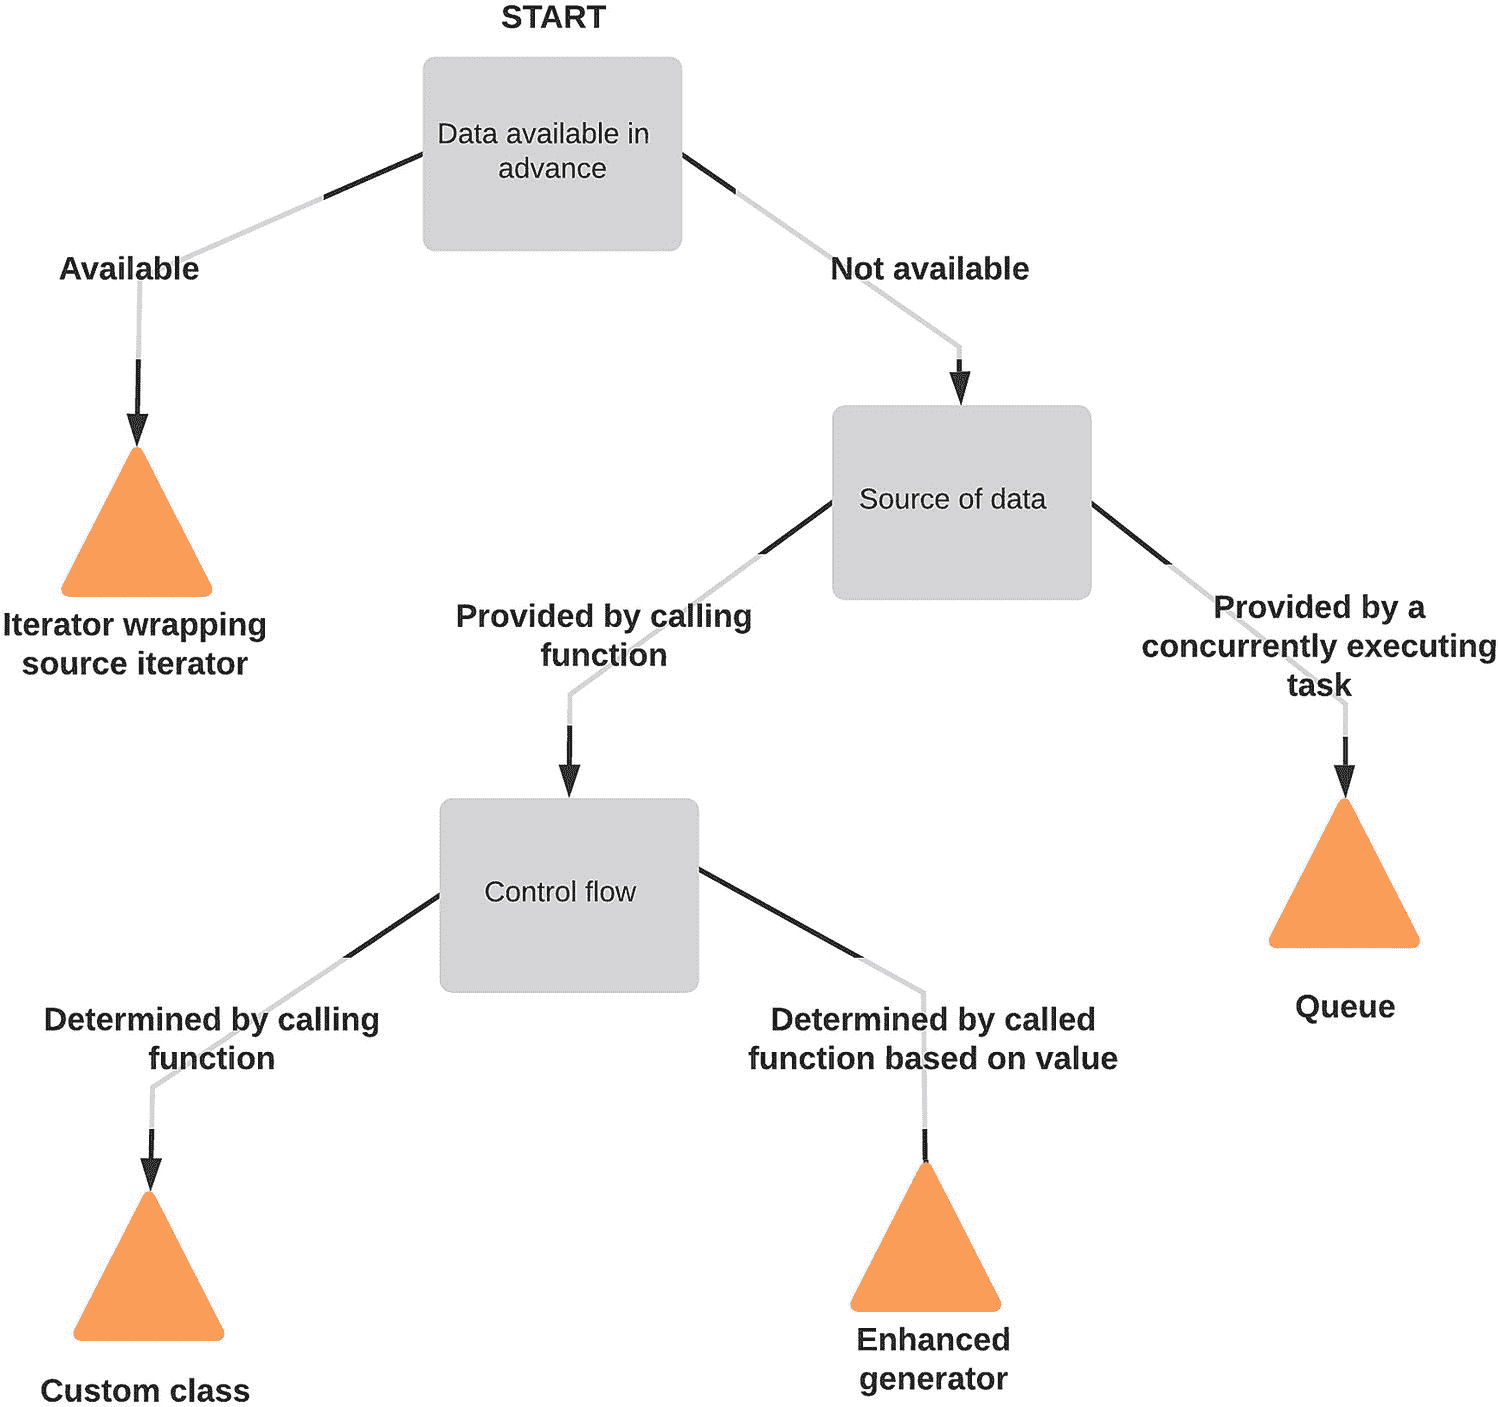 START
Data available in
advance
Available
Not available
Source of data
Iterator wrapping
source iterator
Provided by calling
function
Provided by a
concurrently executing
task
Control flow
Queue
Determined by calling
function
Determined by called
function based on value
Custom class
Enhanced
generator